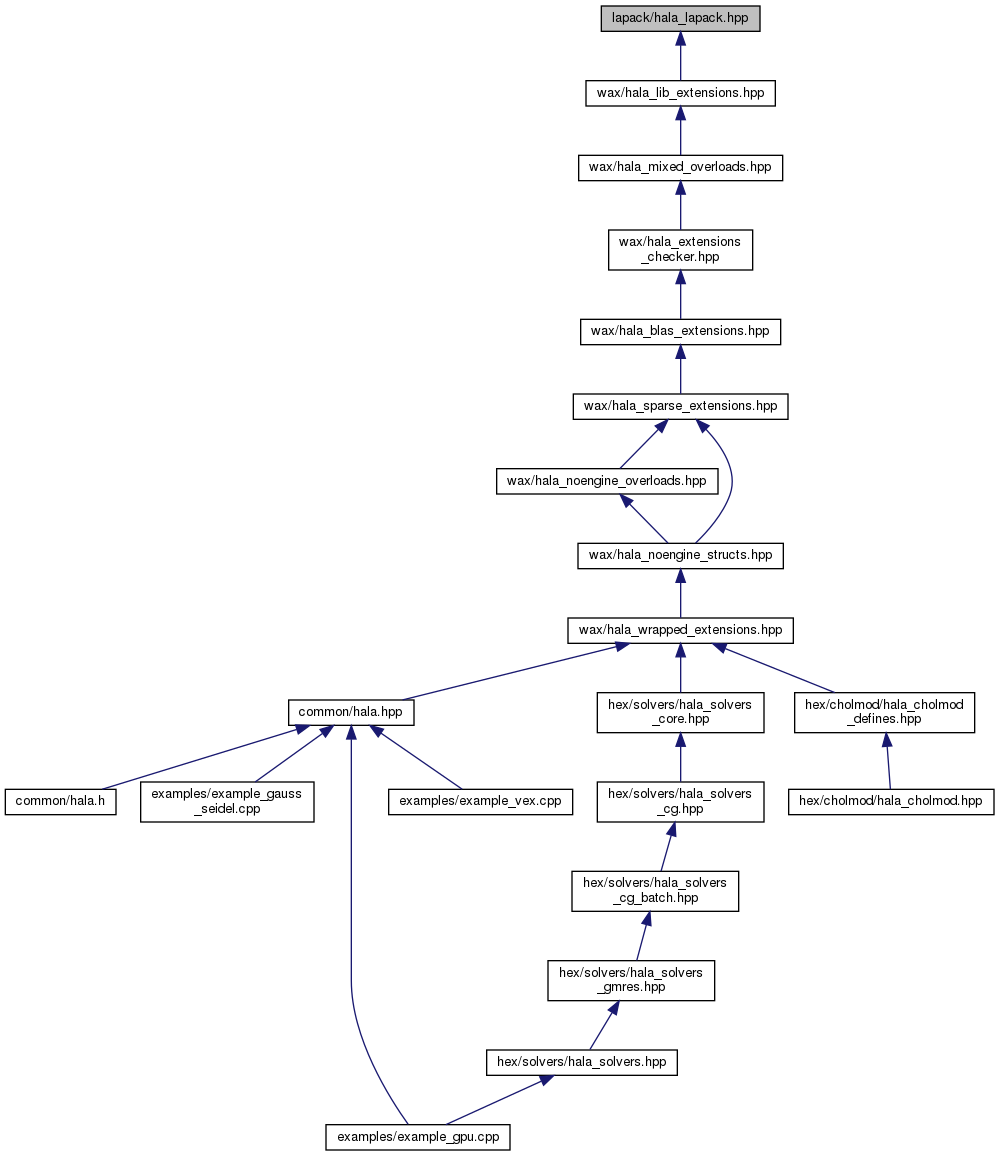 lapack/hala_lapack.hpp
wax/hala_lib_extensions.hpp
wax/hala_mixed_overloads.hpp
wax/hala_extensions
_checker.hpp
wax/hala_blas_extensions.hpp
wax/hala_sparse_extensions.hpp
wax/hala_noengine_overloads.hpp
wax/hala_noengine_structs.hpp
wax/hala_wrapped_extensions.hpp
common/hala.hpp
hex/solvers/hala_solvers
_core.hpp
hex/cholmod/hala_cholmod
_defines.hpp
common/hala.h
examples/example_gauss
_seidel.cpp
examples/example_vex.cpp
hex/solvers/hala_solvers
_cg.hpp
hex/cholmod/hala_cholmod.hpp
hex/solvers/hala_solvers
_cg_batch.hpp
hex/solvers/hala_solvers
_gmres.hpp
hex/solvers/hala_solvers.hpp
examples/example_gpu.cpp